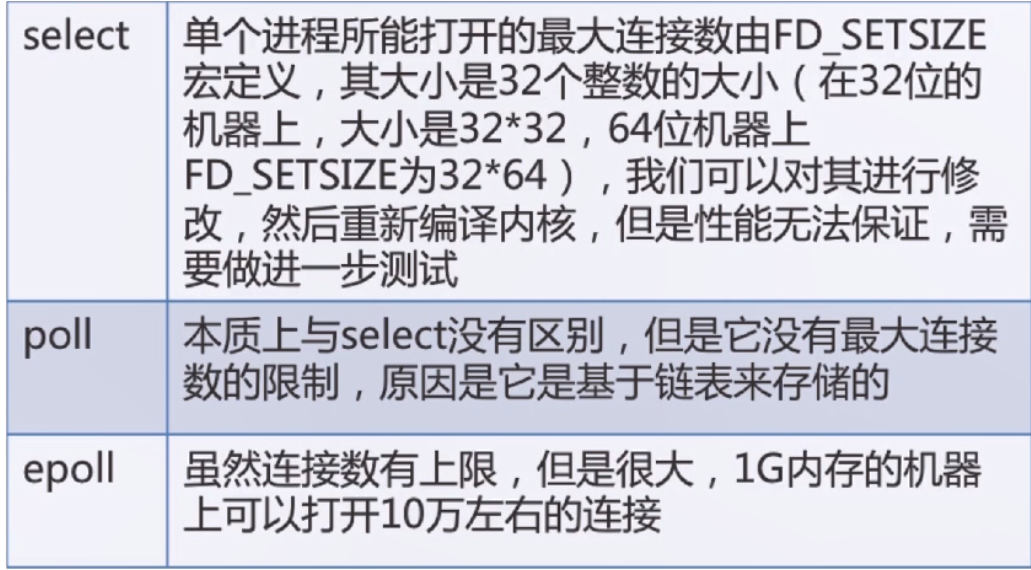 select
单个进程所能打开的最大连接数由FD_SETSIZE
宏定义，其大小是32个整数的大小（在32位的
机器上，大小是32*32，64位机器上
FD_SETSIZE为32*64），我们可以对其进行修
改，然后重新编译内核，但是性能无法保证，需
要做进一步测试
poll
本质上与select没有区别，但是它没有最大连接
数的限制，原因是它是基于链表来存储的
epoll
虽然连接数有上限，但是很大，1G内存的机器
上可以打开10万左右的连接